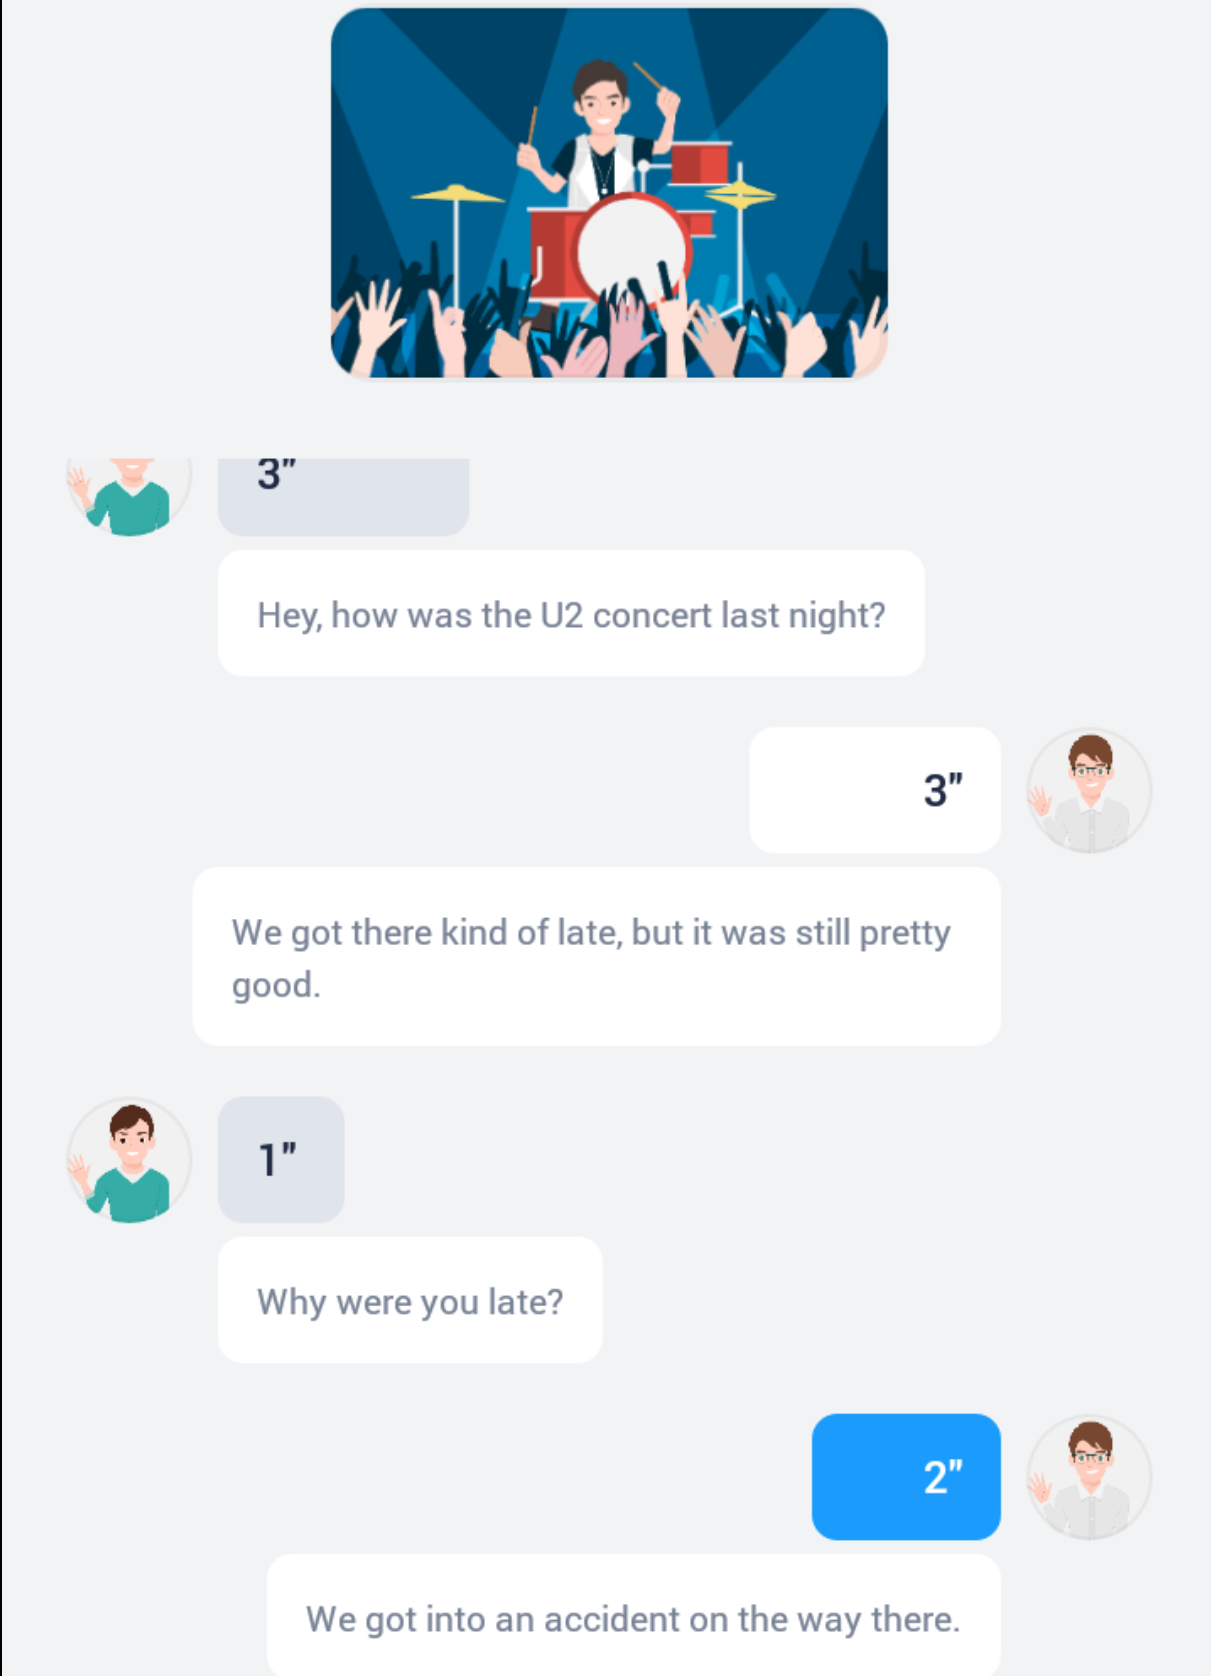 3"
Hey, how was the U2 concert last night?
3"
We got there kind of late, but it was still pretty
good.
1"
Why were you late?
2"
We got into an accident on the way there.